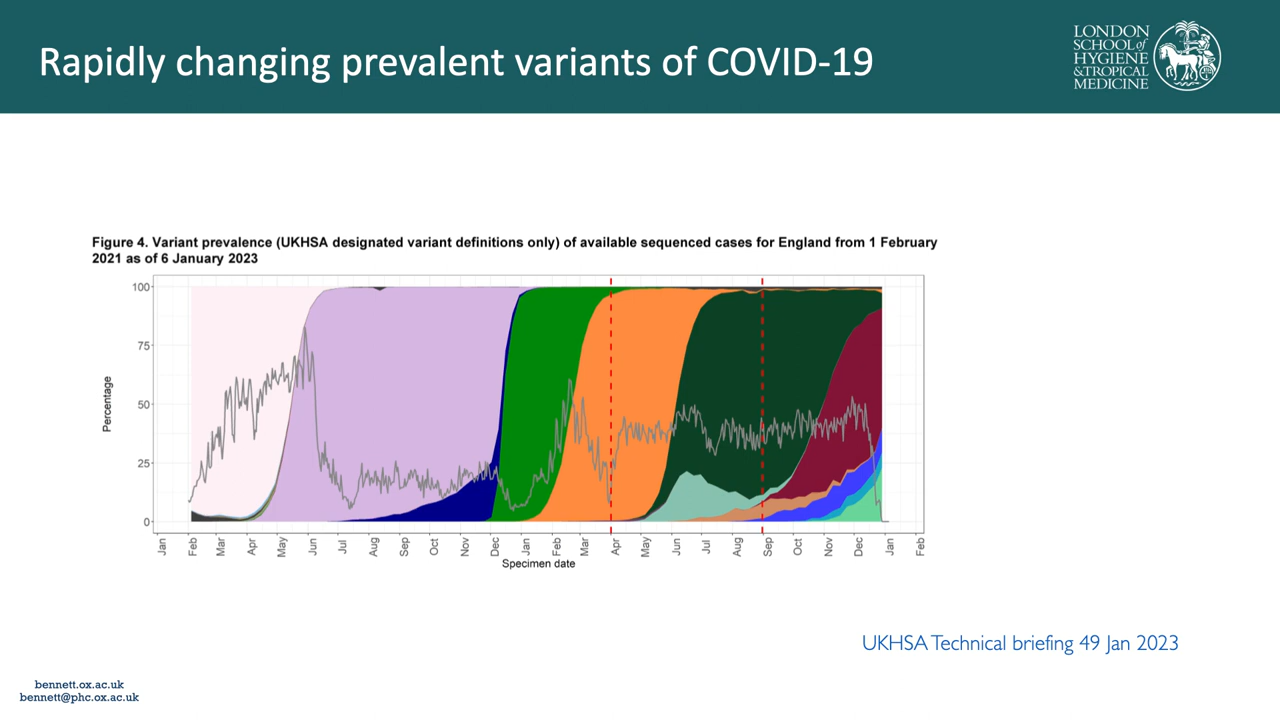 Rapidly changing prevalent variants of COVID-19
LONDON
SCHOOL of
HYGIENE
& TROPICAL
MEDICINE
Figure 4. Variant prevalence (UKHSA designated variant definitions only) of available sequenced cases for England from 1 February
2021 as of 6 January 2023
100
75
50
25
0
Percentage
Jan Feb Mar Apr May Jun Jul Aug Sep Oct Nov Dec Jan Feb Mar Apr May Jun Jul Aug Sep Oct Nov Dec Jan Feb
Specimen date
UKHSA Technical briefing 49 Jan 2023
bennett.ox.ac.uk
bennett@phc.ox.ac.uk